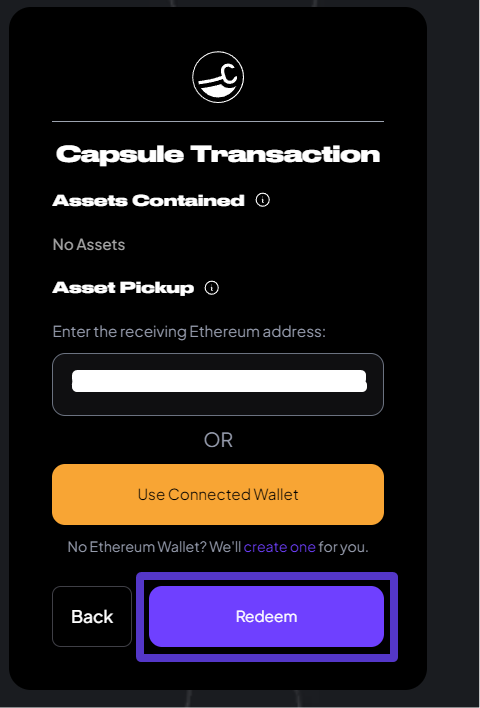 Capsule Transaction
Assets Contained
No Assets
Asset Pickup
Enter the receiving Ethereum address:
OR
Use Connected Wallet
No Ethereum Wallet? We'll create one for you.
Back
Redeem